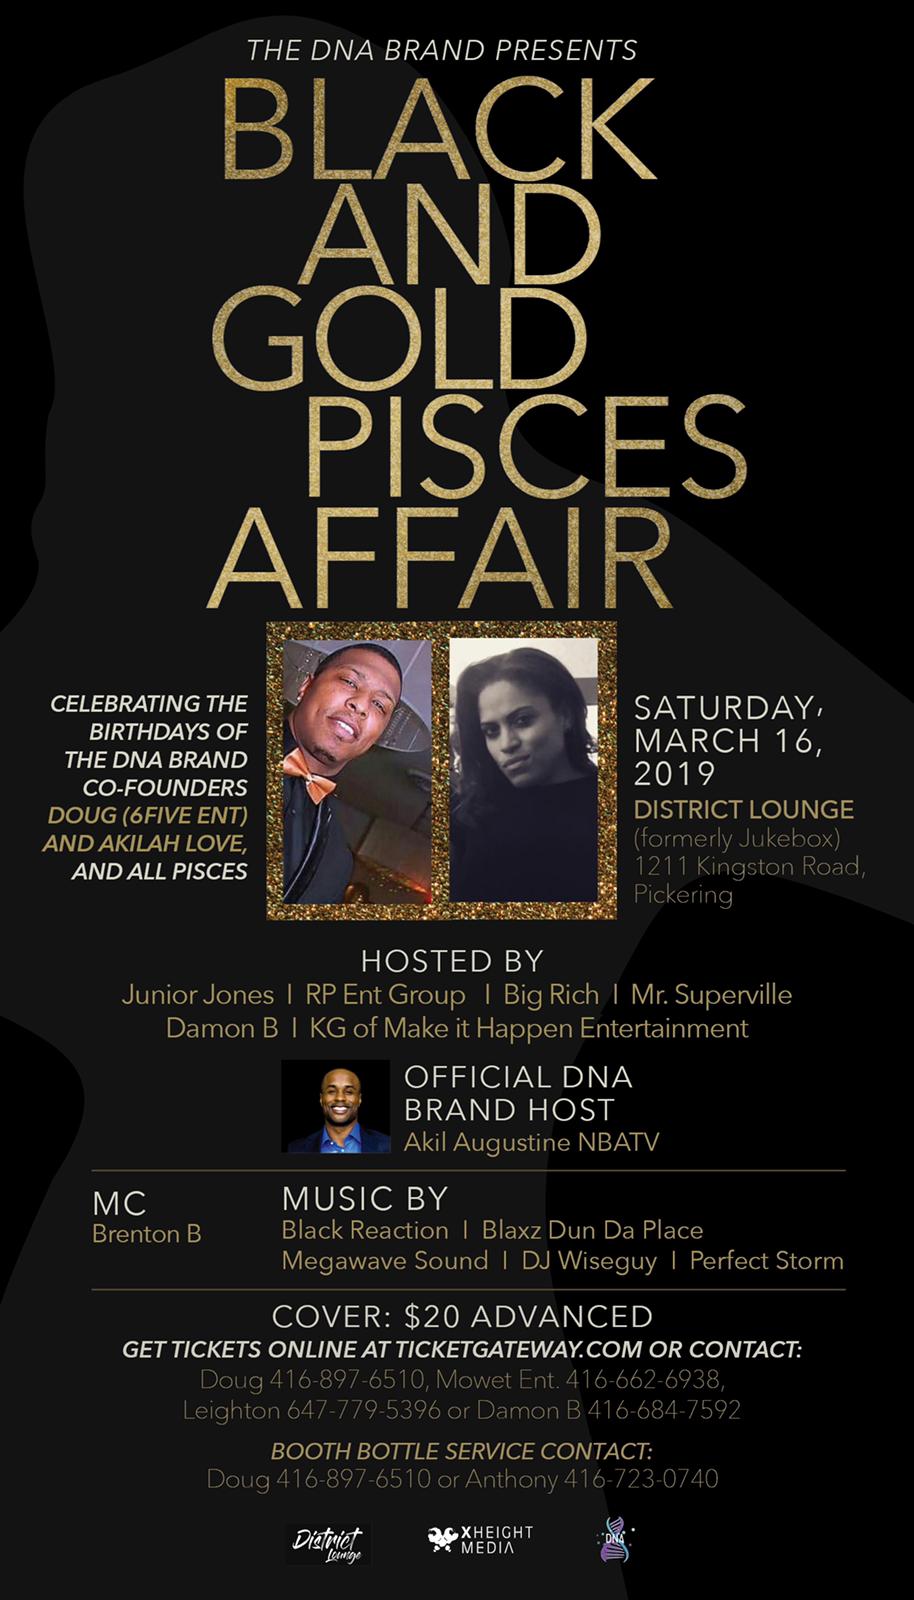 THE DNA BRAND PRESENTS
BLACK
AND
GOLD
PISCES
AFFAIR
CELEBRATING THE
BIRTHDAYS OF
THE DNA BRAND
CO-FOUNDERS
DOUG (6FIVE ENT)
AND AKILAH LOVE,
AND ALL PISCES
SATURDAY,
MARCH 16,
2019
DISTRICT LOUNGE
(formerly Jukebox)
1211 Kingston Road,
Pickering
HOSTED BY
Junior Jones | RP Ent Group | Big Rich | Mr. Superville
Damon B | KG of Make it Happen Entertainment
OFFICIAL DNA
BRAND HOST
Akil Augustine NBATV
MC
Brenton B
MUSIC BY
Black Reaction | Blaxz Dun Da Place
Megawave Sound | DJ Wiseguy | Perfect Storm
COVER: $20 ADVANCED
GET TICKETS ONLINE AT TICKETGATEWAY.COM OR CONTACT:
Doug 416-897-6510, Mowet Ent. 416-662-6938,
Leighton 647-779-5396 or Damon B 416-684-7592
BOOTH BOTTLE SERVICE CONTACT:
Doug 416-897-6510 or Anthony 416-723-0740
District
Lounge
XHEIGHT
MEDIA
DNA